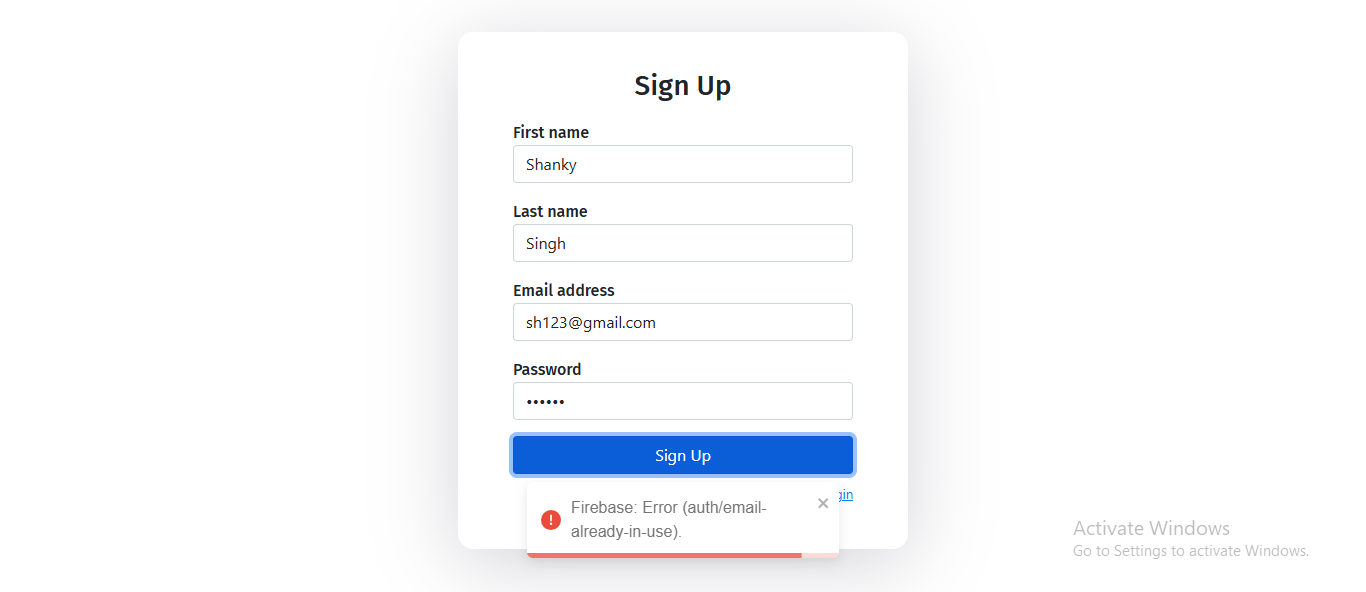 Sign Up
First name
Shanky
Last name
Singh
Email address
sh123@gmail.com
Password
••••••
Sign Up
gin
Firebase: Error (auth/email-
already-in-use).
Activate Windows
Go to Settings to activate Windows.